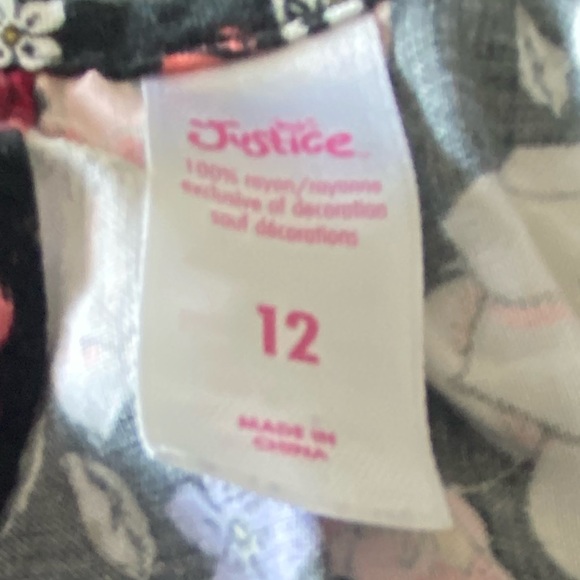 Justice
100% rayon/rayonne
exclusive of decoration
sauf décorations
12
MADE IN
CHINA